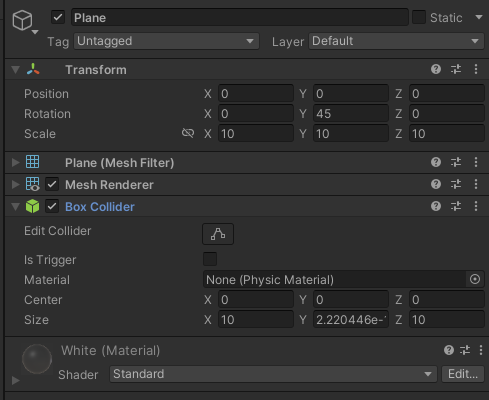 Plane Static
Tag Untagged Layer Default
Transform
Position X 0 Y 0 Z 0
Rotation X 0 Y 45 Z 0
Scale X 10 Y 10 Z 10
Plane (Mesh Filter)
Mesh Renderer
Box Collider
Edit Collider
Is Trigger
Material None (Physic Material)
Center X 0 Y 0 Z 0
Size X 10 Y 2.220446e- Z 10
White (Material)
Shader Standard Edit...